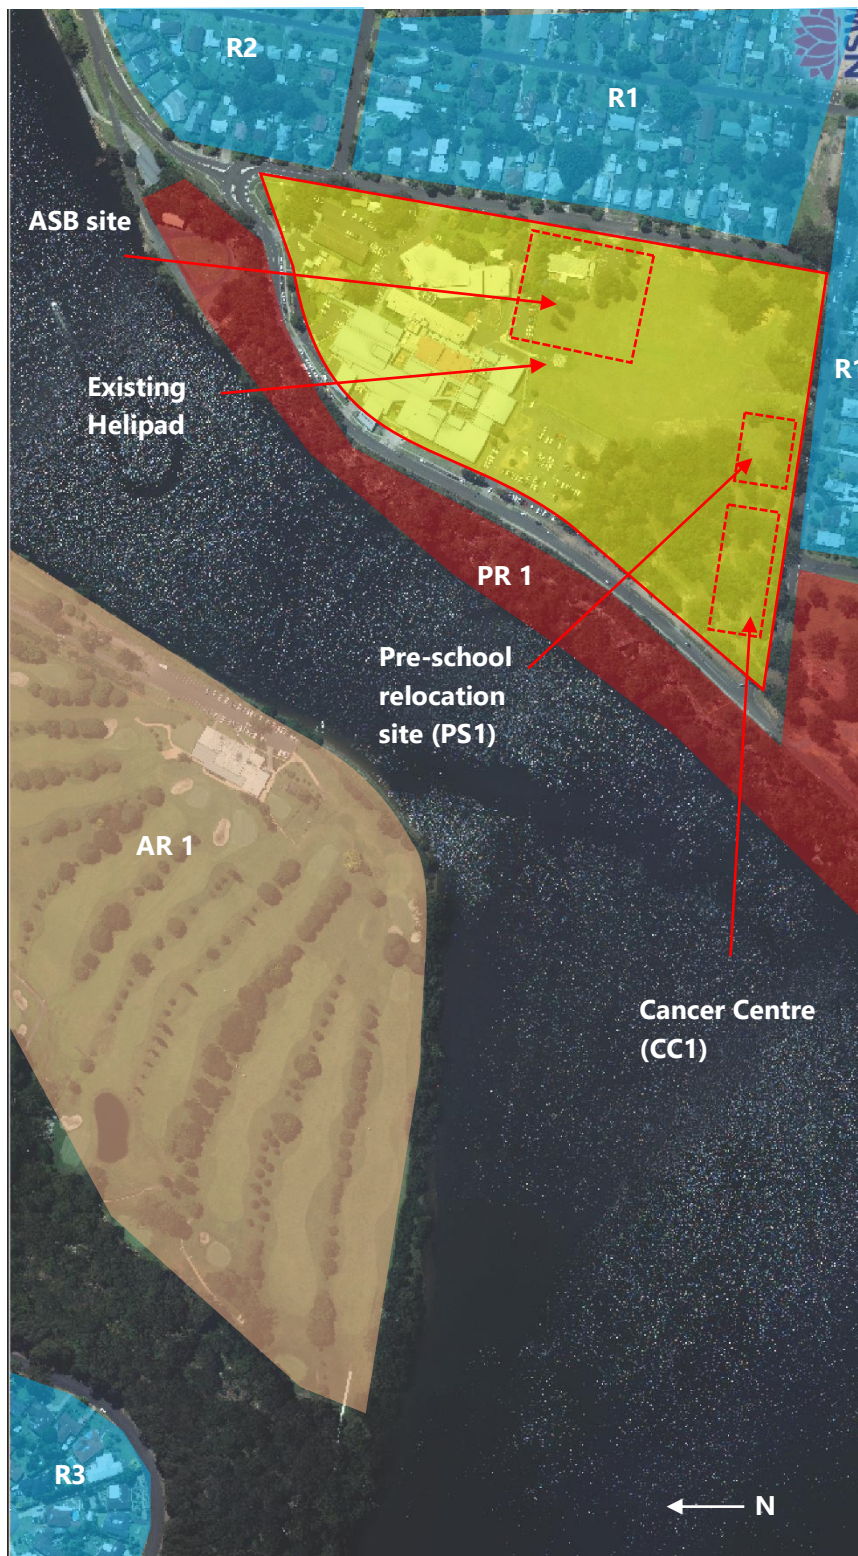 R2
R1
NSW
ASB site
Existing
Helipad
R1
PR 1
Pre-school
relocation
site (PS1)
AR 1
Cancer Centre
(CC1)
R3
N